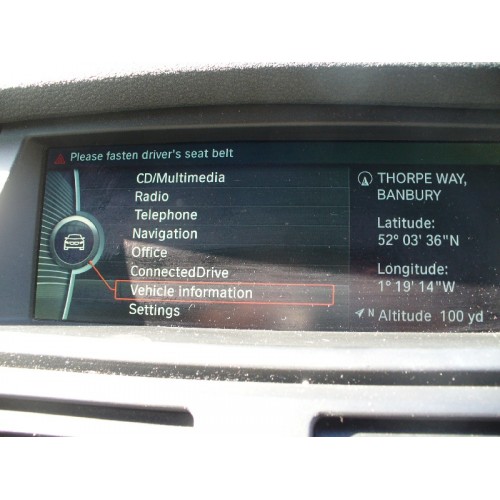 Please fasten driver's seat belt
CD/Multimedia
Radio
Telephone
Navigation
Office
ConnectedDrive
Vehicle information
Settings
THORPE WAY,
BANBURY
Latitude:
52° 03' 36"N
Longitude:
1° 19' 14"W
N Altitude 100 yd